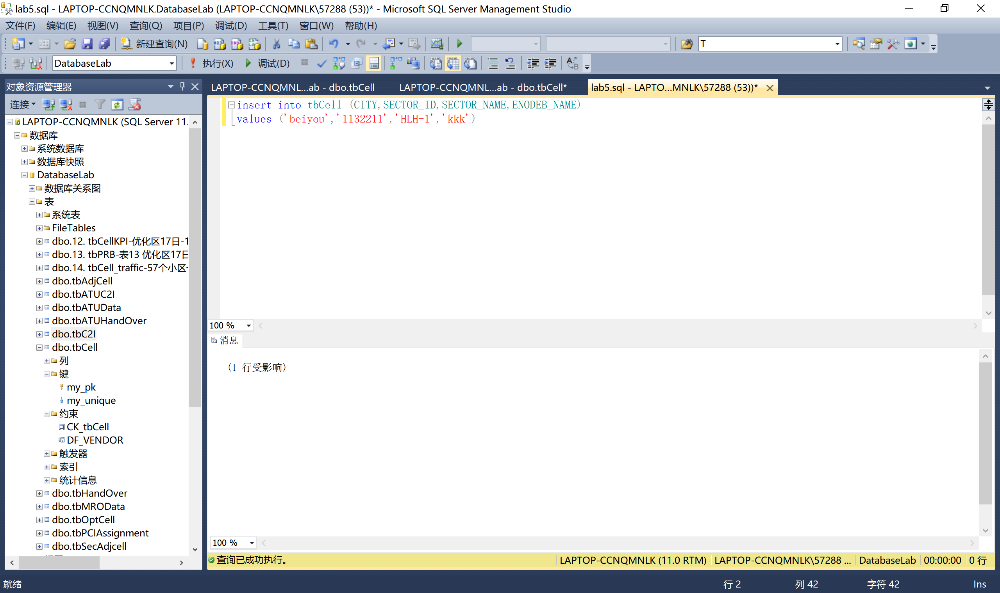 lab5.sql - LAPTOP-CCNQMNLK.DatabaseLab (LAPTOP-CCNQMNLK\57288 (53))* - Microsoft SQL Server Management Studio
文件(F) 编辑(E) 视图(V) 查询(Q) 项目(P) 调试(D) 工具(T) 窗口(W) 帮助(H)
新建查询(N) T
DatabaseLab 执行(X) 调试(D)
对象资源管理器
连接
LAPTOP-CCNQMNLK (SQL Server 11.
数据库
系统数据库
数据库快照
DatabaseLab
数据库关系图
表
系统表
FileTables
dbo.12. tbCellKPI-优化区17日-1
dbo.13. tbPRB-表13 优化区17日
dbo.14. tbCell_traffic-57个小区-
dbo.tbAdjCell
dbo.tbATUC2I
dbo.tbATUData
dbo.tbATUHandOver
dbo.tbC2I
dbo.tbCell
列
键
my_pk
my_unique
约束
CK_tbCell
DF_VENDOR
触发器
索引
统计信息
dbo.tbHandOver
dbo.tbMROData
dbo.tbOptCell
dbo.tbPCIAssignment
dbo.tbSecAdjcell
LAPTOP-CCNQMNL...ab - dbo.tbCell LAPTOP-CCNQMNL...ab - dbo.tbCell* lab5.sql - LAPTO...MNLK\57288 (53))*
insert into tbCell (CITY,SECTOR_ID,SECTOR_NAME,ENODEB_NAME)
values ('beiyou','1132211','HLH-1','kkk')
100 %
消息
(1 行受影响)
100 %
查询已成功执行。 LAPTOP-CCNQMNLK (11.0 RTM) LAPTOP-CCNQMNLK\57288 ... DatabaseLab 00:00:00 0 行
就绪 行 2 列 42 字符 42 Ins